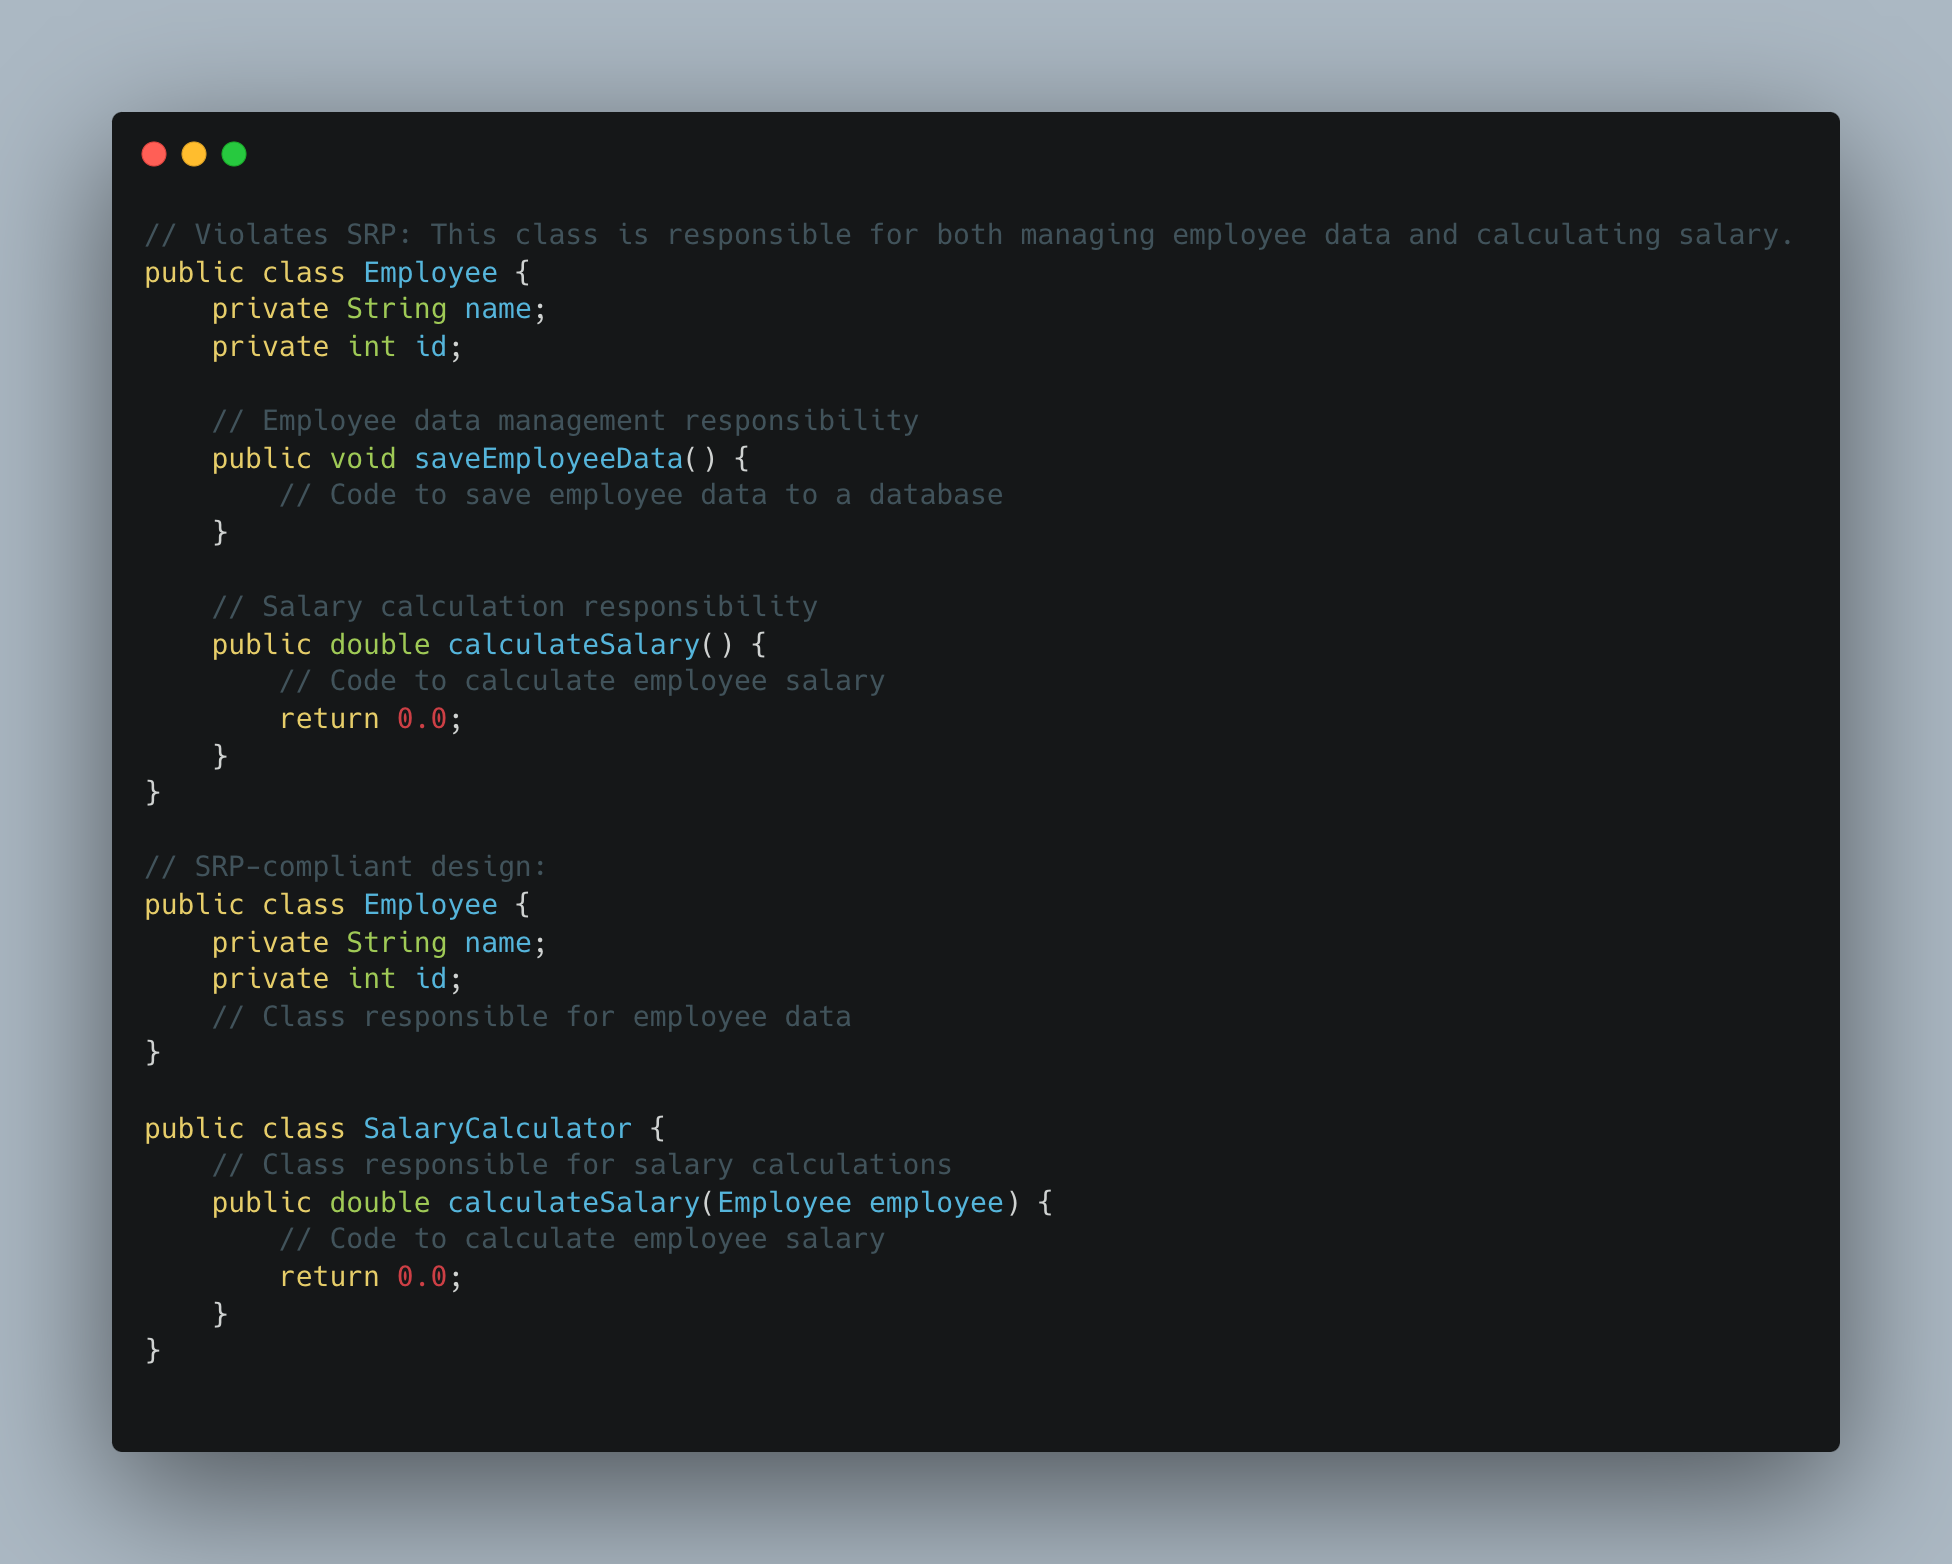 // Violates SRP: This class is responsible for both managing employee data and calculating salary.
public class Employee {
    private String name;
    private int id;

    // Employee data management responsibility
    public void saveEmployeeData() {
        // Code to save employee data to a database
    }

    // Salary calculation responsibility
    public double calculateSalary() {
        // Code to calculate employee salary
        return 0.0;
    }
}

// SRP-compliant design:
public class Employee {
    private String name;
    private int id;
    // Class responsible for employee data
}

public class SalaryCalculator {
    // Class responsible for salary calculations
    public double calculateSalary(Employee employee) {
        // Code to calculate employee salary
        return 0.0;
    }
}